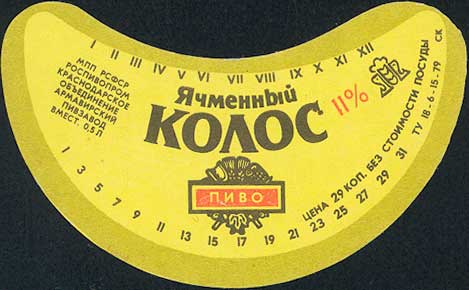 I II III IV V VI VII VIII IX X XI XII
МПП РСФСР
РОСПИВОПРОМ
КРАСНОДАРСКОЕ
ОБЪЕДИНЕНИЕ
АРМАВИРСКИЙ
ПИВЗАВОД
ВМЕСТ. 0,5 Л
Ячменный
КОЛОС
11%
ПИВО
ЦЕНА 29 КОП. БЕЗ СТОИМОСТИ ПОСУДЫ
ТУ 18-6-15-79 СК
1 3 5 7 9 11 13 15 17 19 21 23 25 27 29 31